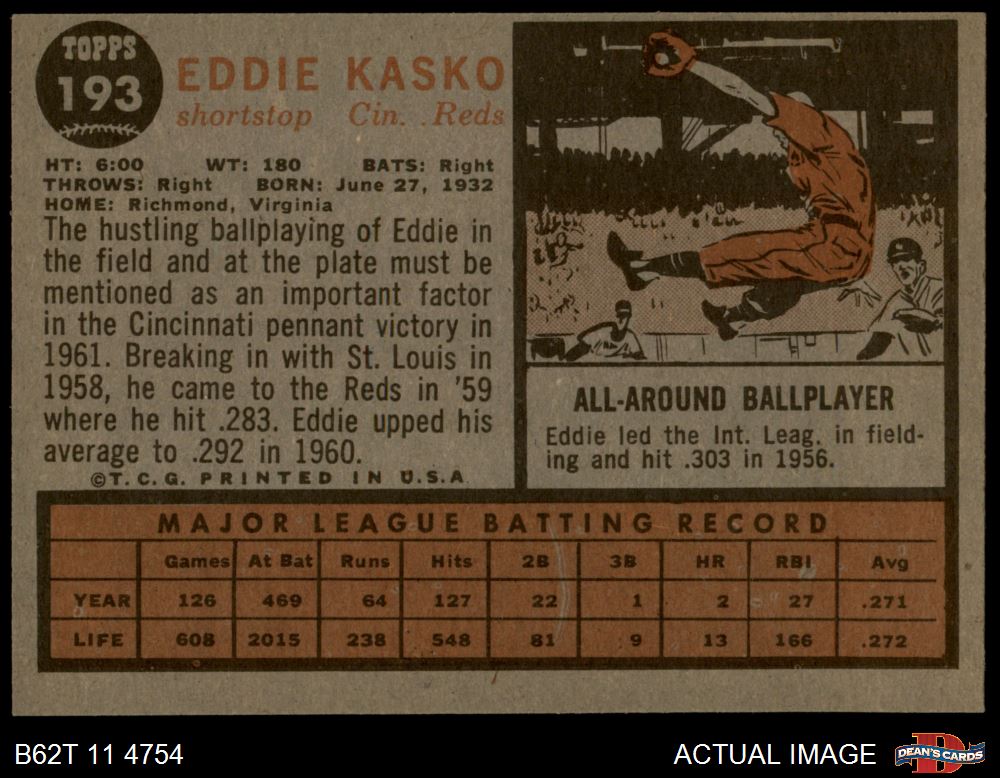 TOPPS
193
EDDIE KASKO
shortstop Cin. Reds
HT: 6:00 WT: 180 BATS: Right
THROWS: Right BORN: June 27, 1932
HOME: Richmond, Virginia
The hustling ballplaying of Eddie in
the field and at the plate must be
mentioned as an important factor
in the Cincinnati pennant victory in
1961. Breaking in with St. Louis in
1958, he came to the Reds in '59
where he hit .283. Eddie upped his
average to .292 in 1960.
©T. C. G. PRINTED IN U.S.A
ALL-AROUND BALLPLAYER
Eddie led the Int. Leag. in field-
ing and hit .303 in 1956.
MAJOR LEAGUE BATTING RECORD
Games At Bat Runs Hits 2B 3B HR RBI Avg
YEAR 126 469 64 127 22 1 2 27 .271
LIFE 608 2015 238 548 81 9 13 166 .272
B62T 11 4754
ACTUAL IMAGE
DEAN'S CARDS